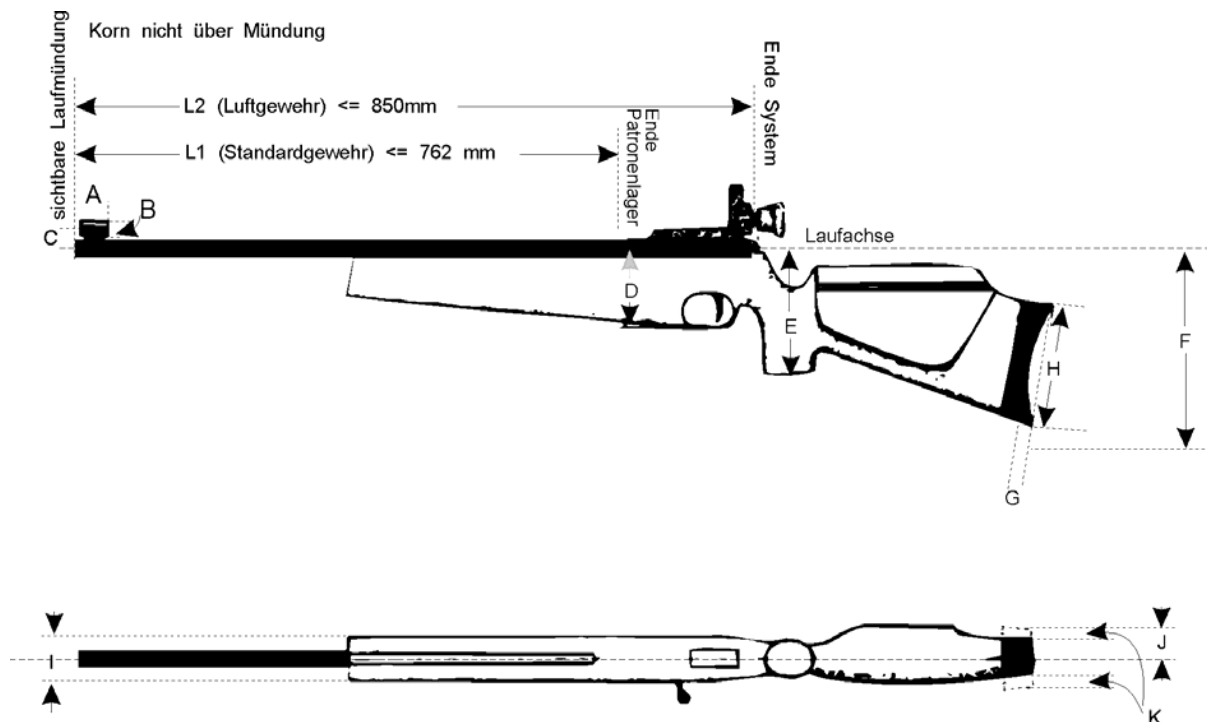 Korn nicht über Mündung
sichtbare Laufmündung
L2 (Luftgewehr) <= 850mm
Ende System
Ende
Patronenlager
L1 (Standardgewehr) <= 762 mm
A
B
C
Laufachse
D
E
F
H
G
I
J
K